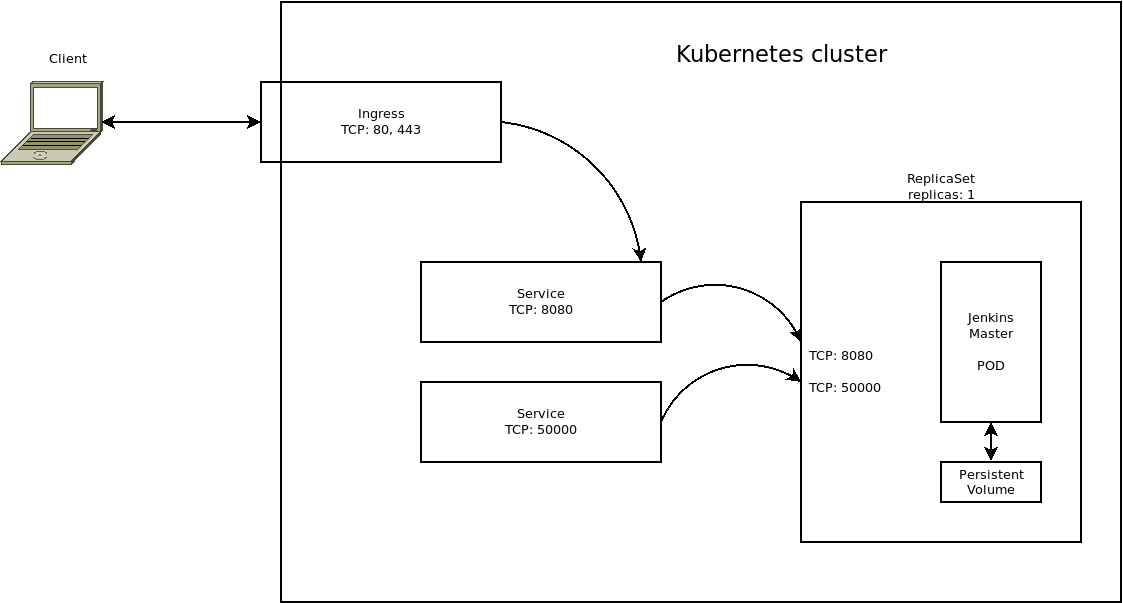 Kubernetes cluster
Client
Ingress
TCP: 80, 443
ReplicaSet
replicas: 1
Service
TCP: 8080
Service
TCP: 50000
TCP: 8080
TCP: 50000
Jenkins
Master
POD
Persistent
Volume